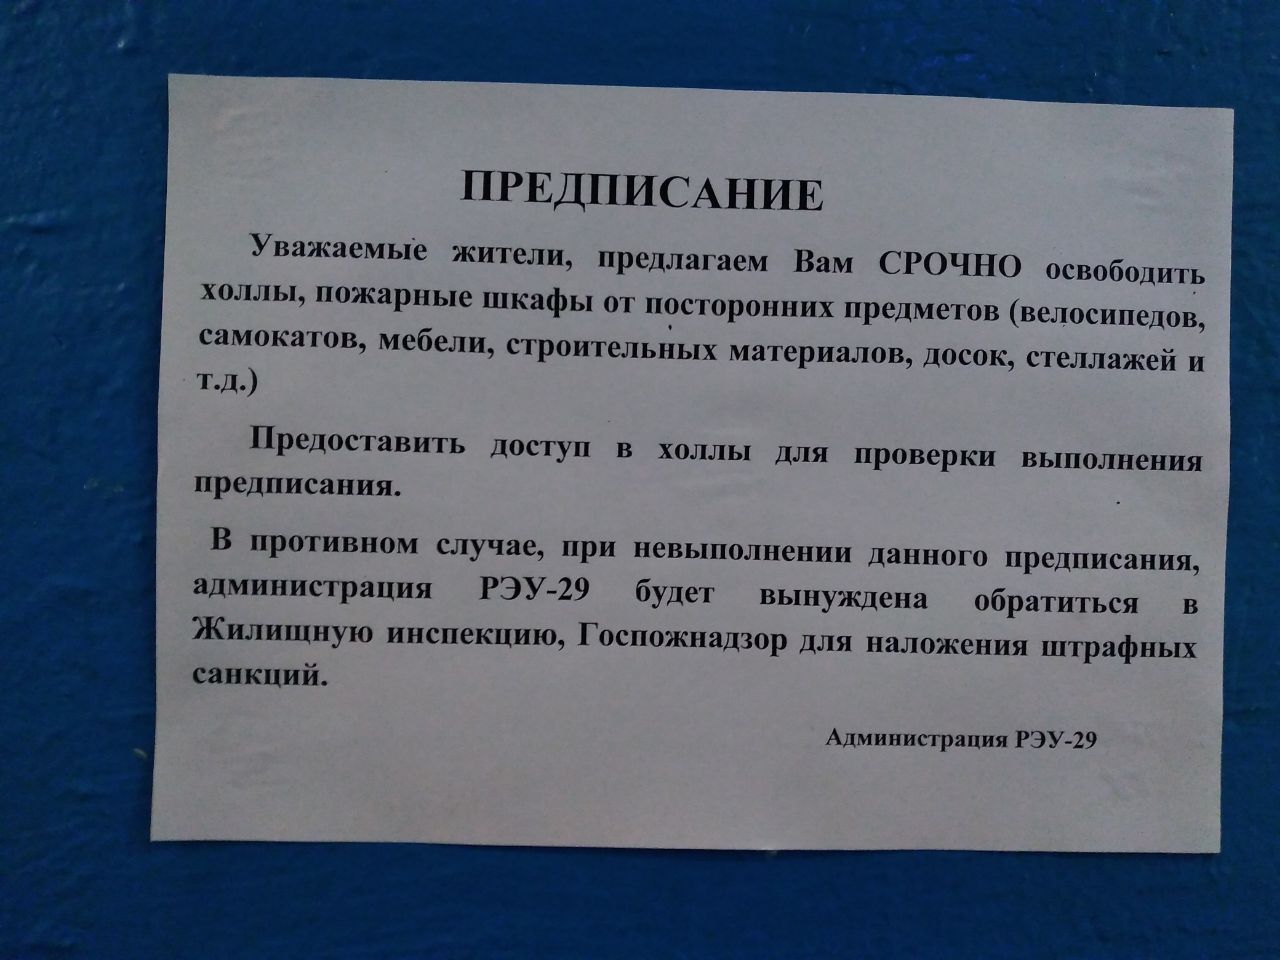 ПРЕДПИСАНИЕ
Уважаемые жители, предлагаем Вам СРОЧНО освободить
холлы, пожарные шкафы от посторонних предметов (велосипедов,
самокатов, мебели, строительных материалов, досок, стеллажей и
т.д.)
Предоставить доступ в холлы для проверки выполнения
предписания.
В противном случае, при невыполнении данного предписания,
администрация РЭУ-29 будет вынуждена обратиться в
Жилищную инспекцию, Госпожнадзор для наложения штрафных
санкций.
Администрация РЭУ-29